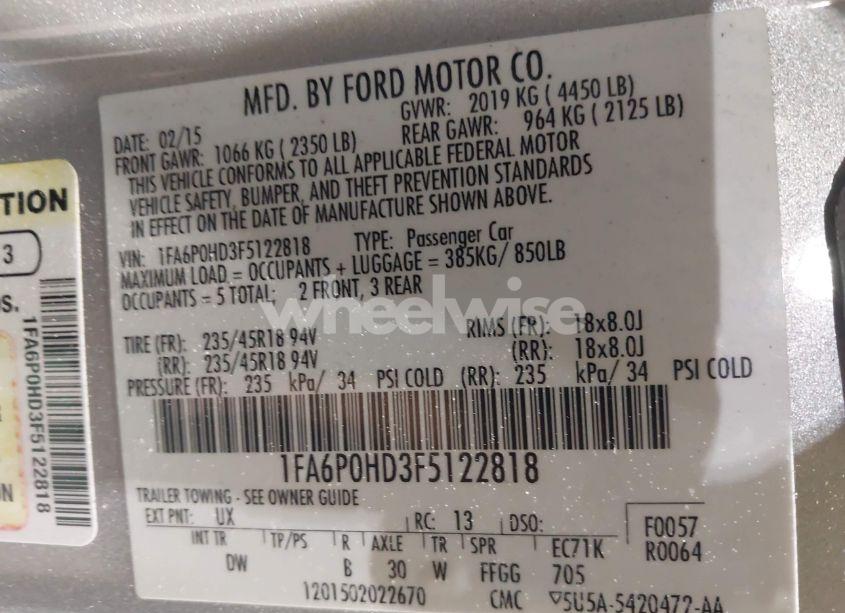 MFD. BY FORD MOTOR CO.
DATE: 02/15 GVWR: 2019 KG ( 4450 LB)
FRONT GAWR: 1066 KG ( 2350 LB) REAR GAWR: 964 KG ( 2125 LB)
THIS VEHICLE CONFORMS TO ALL APPLICABLE FEDERAL MOTOR
VEHICLE SAFETY, BUMPER, AND THEFT PREVENTION STANDARDS
IN EFFECT ON THE DATE OF MANUFACTURE SHOWN ABOVE.
VIN: 1FA6P0HD3F5122818 TYPE: Passenger Car
MAXIMUM LOAD = OCCUPANTS + LUGGAGE = 385KG/ 850LB
OCCUPANTS = 5 TOTAL; 2 FRONT, 3 REAR
wheelwise
TIRE (FR): 235/45R18 94V RIMS (FR): 18x8.0J
(RR): 235/45R18 94V (RR): 18x8.0J
PRESSURE (FR): 235 kPa/ 34 PSI COLD (RR): 235 kPa/ 34 PSI COLD
1FA6P0HD3F5122818
TRAILER TOWING - SEE OWNER GUIDE
EXT PNT: UX RC: 13 DSO: F0057
INT TR TP/PS R AXLE TR SPR EC71K R0064
DW B 30 W FFGG 705
1201502022670 CMC ▽5U5A-5420472-AA
TION
3
OS.
1FA6P0HD3F5122818
ON